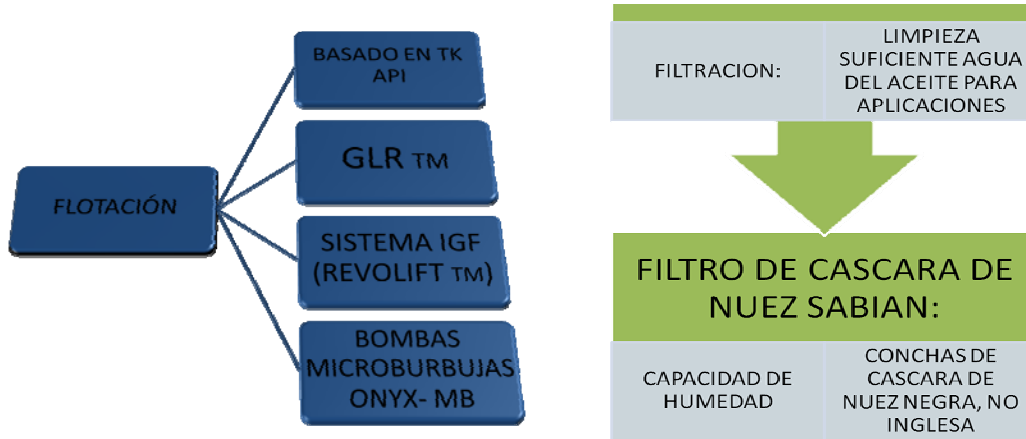 FLOTACIÓN
BASADO EN TK
API
GLR TM
SISTEMA IGF
(REVOLIFT TM)
BOMBAS
MICROBURBUJAS
ONYX- MB
FILTRACION:
LIMPIEZA
SUFICIENTE AGUA
DEL ACEITE PARA
APLICACIONES
FILTRO DE CASCARA DE
NUEZ SABIAN:
CAPACIDAD DE
HUMEDAD
CONCHAS DE
CASCARA DE
NUEZ NEGRA, NO
INGLESA